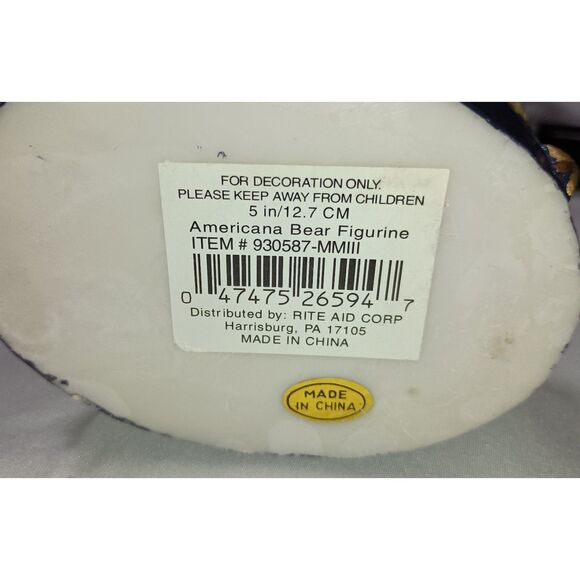 FOR DECORATION ONLY.
PLEASE KEEP AWAY FROM CHILDREN
5 in/12.7 CM
Americana Bear Figurine
ITEM # 930587-MMIII
0 47475 26594 7
Distributed by: RITE AID CORP
Harrisburg, PA 17105
MADE IN CHINA
MADE
IN CHINA